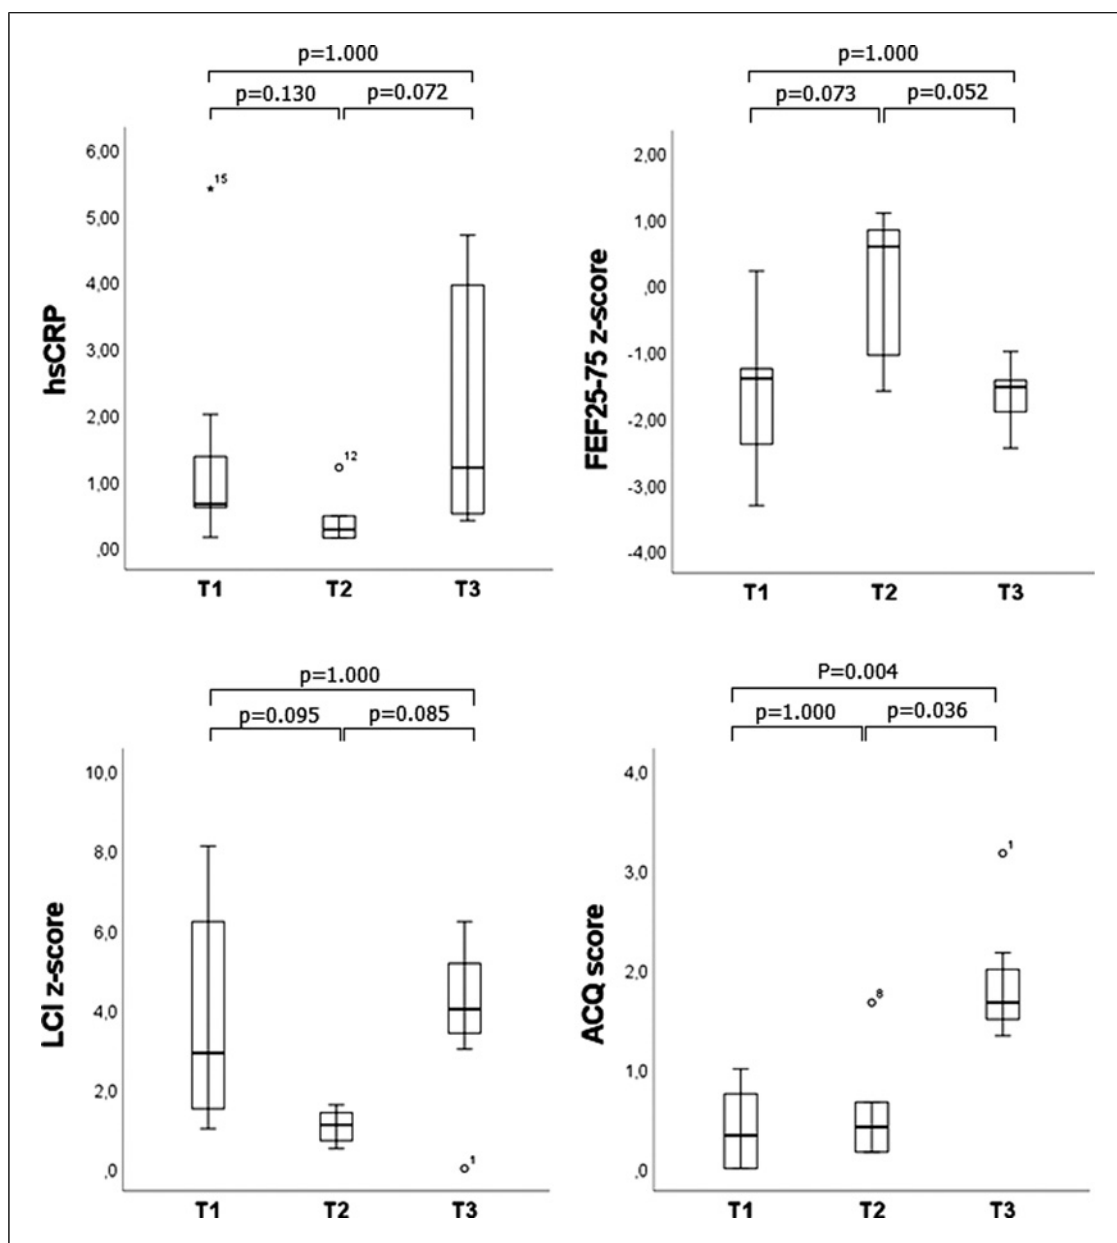 p=1.000
p=0.130 p=0.072
6,00
5,00
4,00
3,00
2,00
1,00
,00
hsCRP
15
12
T1 T2 T3
p=1.000
p=0.073 p=0.052
2,00
1,00
,00
-1,00
-2,00
-3,00
-4,00
FEF25-75 z-score
T1 T2 T3
p=1.000
p=0.095 p=0.085
10,0
8,0
6,0
4,0
2,0
,0
LCI z-score
1
T1 T2 T3
P=0.004
p=1.000 p=0.036
4,0
3,0
2,0
1,0
,0
ACQ score
8
1
T1 T2 T3